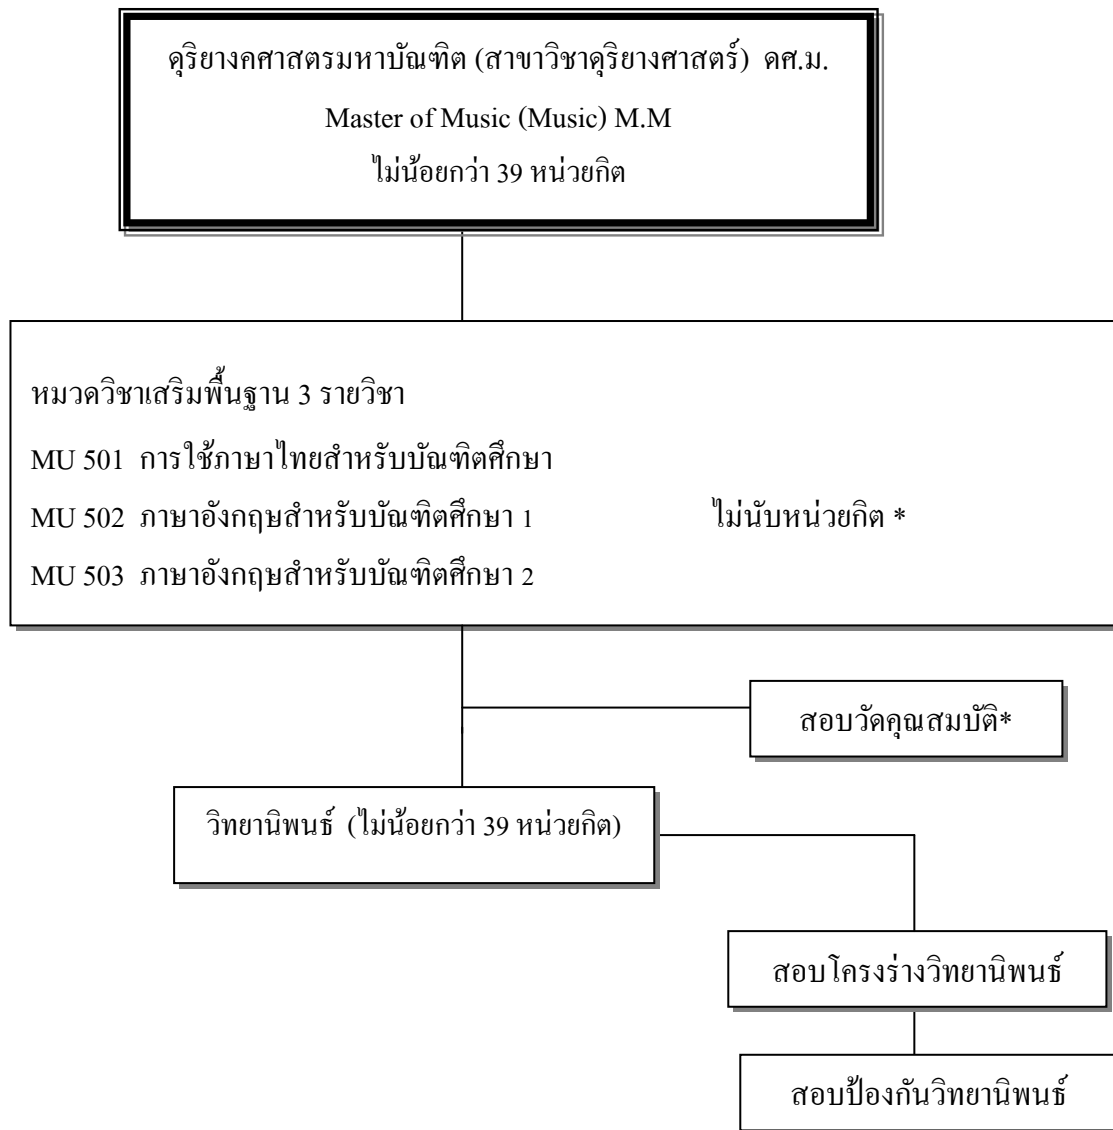 ดุริยางคศาสตรมหาบัณฑิต (สาขาวิชาดุริยางศาสตร์) ดศ.ม.
Master of Music (Music) M.M
ไม่น้อยกว่า 39 หน่วยกิต
หมวดวิชาเสริมพื้นฐาน 3 รายวิชา
MU 501 การใช้ภาษาไทยสำหรับบัณฑิตศึกษา
MU 502 ภาษาอังกฤษสำหรับบัณฑิตศึกษา 1 ไม่นับหน่วยกิต *
MU 503 ภาษาอังกฤษสำหรับบัณฑิตศึกษา 2
สอบวัดคุณสมบัติ*
วิทยานิพนธ์ (ไม่น้อยกว่า 39 หน่วยกิต)
สอบโครงร่างวิทยานิพนธ์
สอบป้องกันวิทยานิพนธ์